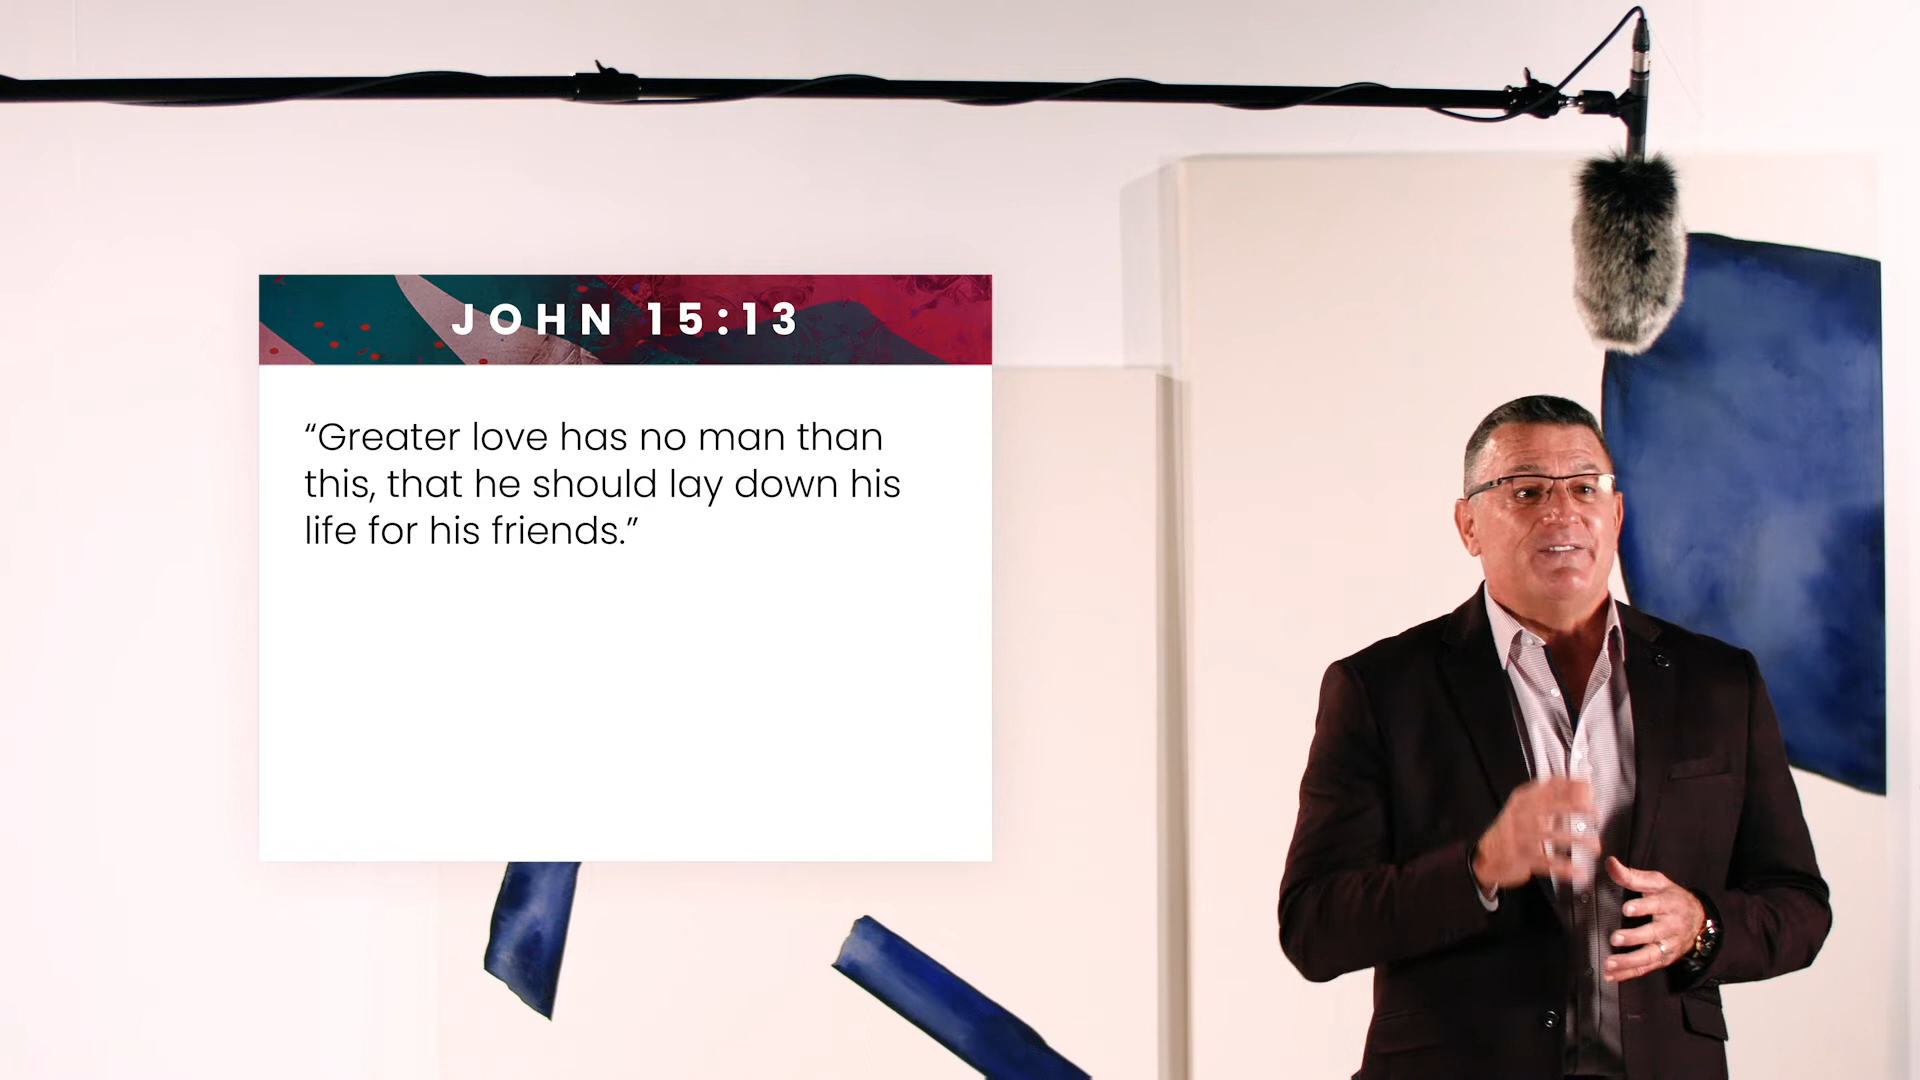 JOHN 15:13
“Greater love has no man than
this, that he should lay down his
life for his friends.”